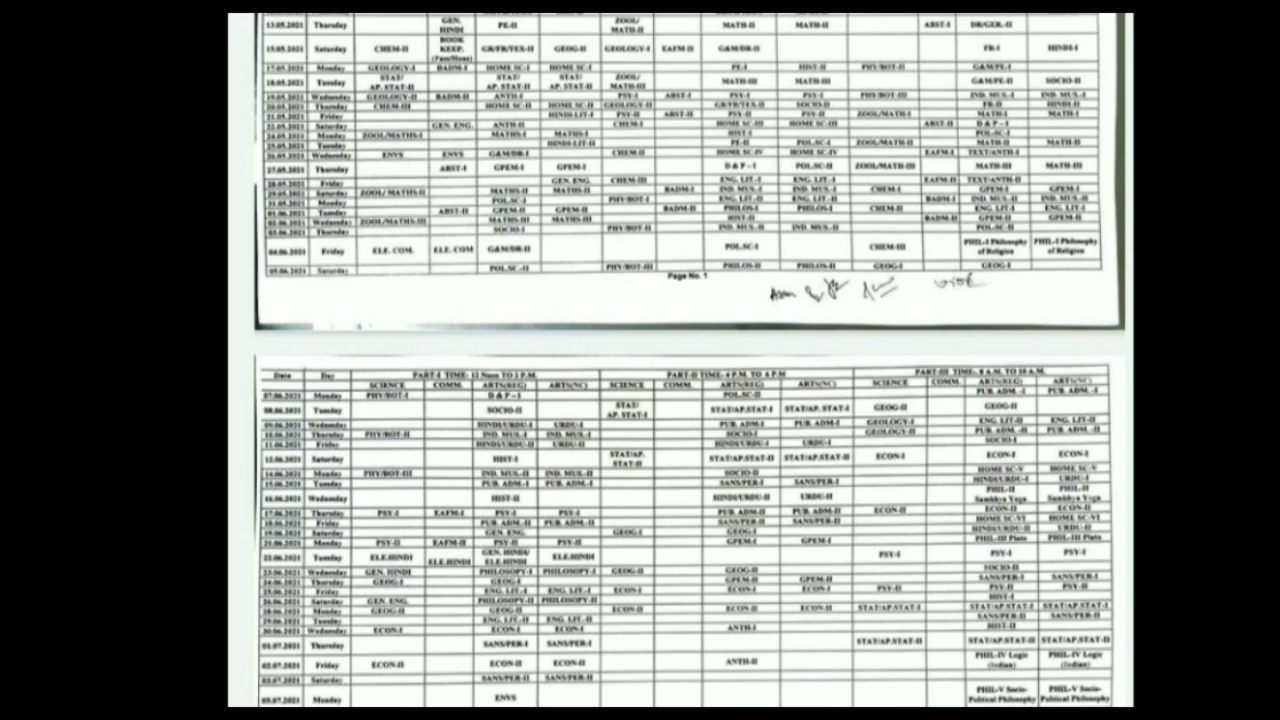 13.05.2021 Thursday GEN. HINDI PE-II ZOOL/ MATH-II MATH-II MATH-II ABST-I DR/GER.-II
15.05.2021 Saturday CHEM-II BOOK KEEP. (Pass/Hons) GR/FR/TEX-II GEOG-II GEOLOGY-I EAFM-II G&M/DR-II FR-I HINDI-I
17.05.2021 Monday GEOLOGY-I BADM-I HOME SC-I HOME SC-I PE-I HIST-II PHY/BOT-II G&M/PE-I
18.05.2021 Tuesday STAT/ AP. STAT-II STAT/ AP. STAT-II STAT/ AP. STAT-II ZOOL/ MATH-III MATH-III MATH-III G&M/PE-II SOCIO-II
19.05.2021 Wednesday GEOLOGY-II BADM-II ANTH-I PSY-I ABST-I PSY-I PSY-I PHY/BOT-III IND. MUS.-I IND. MUS.-I
20.05.2021 Thursday CHEM-III HOME SC-II HOME SC-II GEOLOGY-II GR/FR/TEX-II SOCIO-II FR-II HINDI-II
21.05.2021 Friday HINDI-LIT-I PSY-II ABST-II PSY-II PSY-II ZOOL/MATH-I MATH-I MATH-I
22.05.2021 Saturday GEN. ENG. ANTH-II CHEM-I HOME SC-III HOME SC-III ABST-II D & P - I
24.05.2021 Monday ZOOL/MATHS-I MATHS-I MATHS-I HIST-I POL.SC-I
25.05.2021 Tuesday HINDI-LIT-II PE-II POL.SC-I ZOOL/MATH-II MATH-II MATH-II
26.05.2021 Wednesday ENVS ENVS G&M/DR-I CHEM-II HOME SC-IV HOME SC-IV EAFM-I TEXT/ANTH-I
27.05.2021 Thursday ABST-I GPEM-I GPEM-I D & P - I POL.SC-II ZOOL/MATH-III MATH-III MATH-III
28.05.2021 Friday GEN. ENG. CHEM-III ENG. LIT.-I ENG. LIT.-I EAFM-II TEXT/ANTH-II
29.05.2021 Saturday ZOOL/ MATHS-II MATHS-II MATHS-II BADM-I IND. MUS.-I IND. MUS.-I CHEM-I GPEM-I GPEM-I
31.05.2021 Monday POL.SC-I PHY/BOT-I ENG. LIT.-II ENG. LIT.-II BADM-I IND. MUS.-II IND. MUS.-II
01.06.2021 Tuesday ABST-II GPEM-II GPEM-II BADM-II PHILOS-I PHILOS-I CHEM-II ENG. LIT-I ENG. LIT-I
02.06.2021 Wednesday ZOOL/MATHS-III MATHS-III MATHS-III HIST-II BADM-II GPEM-II GPEM-II
03.06.2021 Thursday SOCIO-I PHY/BOT-II IND. MUS.-II IND. MUS.-II POL.SC-II
04.06.2021 Friday ELE. COM. ELE. COM G&M/DR-II POL.SC-I CHEM-III PHIL-I Philosophy of Religion PHIL-I Philosophy of Religion
05.06.2021 Saturday POL.SC.-II PHY/BOT-III PHILOS-II PHILOS-II GEOG-I GEOG-I
Page No. 1
Date Day PART-I TIME- 12 Noon TO 2 P.M. PART-II TIME- 4 P.M. TO 6 P.M PART-III TIME- 8 A.M. TO 10 A.M.
SCIENCE COMM. ARTS(REG) ARTS(NC) SCIENCE COMM. ARTS(REG) ARTS(NC) SCIENCE COMM. ARTS(REG) ARTS(NC)
07.06.2021 Monday PHY/BOT-I D & P - I POL.SC-II PUB. ADM. -I PUB. ADM. -I
08.06.2021 Tuesday SOCIO-II STAT/ AP. STAT-I STAT/AP.STAT-I STAT/AP. STAT-I GEOG-II GEOG-II
09.06.2021 Wednesday HINDI/URDU-I URDU-I PUB. ADM-I PUB. ADM-I GEOLOGY-I ENG. LIT-II ENG. LIT-II
10.06.2021 Thursday PHY/BOT-II IND. MUS.-I IND. MUS.-I SOCIO-I GEOLOGY-II PUB. ADM. -II PUB. ADM. -II
11.06.2021 Friday HINDI/URDU-II URDU-II HINDI/URDU-I URDU-I SOCIO-I
12.06.2021 Saturday HIST-I STAT/AP. STAT-II STAT/AP.STAT-II STAT/AP.STAT-II ECON-I ECON-I ECON-I
14.06.2021 Monday PHY/BOT-III IND. MUS.-II IND. MUS.-II SOCIO-II HOME SC-V HOME SC-V
15.06.2021 Tuesday PUB. ADM.-I PUB. ADM.-I SANS/PER-I SANS/PER-I HINDI/URDU-I URDU-I
16.06.2021 Wednesday HIST-II HINDI/URDU-II URDU-II PHIL-II Samkhya Yoga PHIL-II Samkhya Yoga
17.06.2021 Thursday PSY-I EAFM-I PSY-I PSY-I PUB. ADM-II PUB. ADM-II ECON-II ECON-II ECON-II
18.06.2021 Friday PUB. ADM.-II PUB. ADM.-II SANS/PER-II SANS/PER-II HOME SC-VI HOME SC-VI
19.06.2021 Saturday GEN. ENG. GEOG-I GEOG-I HINDI/URDU-II URDU-II
21.06.2021 Monday PSY-II EAFM-II PSY-II PSY-II GPEM-I GPEM-I PHIL-III Plato PHIL-III Plato
22.06.2021 Tuesday ELE.HINDI ELE.HINDI GEN. HINDI/ ELE.HINDI ELE.HINDI PSY-I PSY-I PSY-I
23.06.2021 Wednesday GEN. HINDI PHILOSOPY-I PHILOSOPY-I GEOG-II GEOG-II SOCIO-II
24.06.2021 Thursday GEOG-I GEOG-I GPEM-II GPEM-II SANS/PER-I SANS/PER-I
25.06.2021 Friday ENG. LIT.-I ENG. LIT.-I ECON-I ECON-I ECON-I PSY-II PSY-II PSY-II
26.06.2021 Saturday GEN. ENG. PHILOSOPY-II PHILOSOPY-II HIST-I
28.06.2021 Monday GEOG-II GEOG-II ECON-II ECON-II ECON-II STAT/AP.STAT-I STAT/AP.STAT-I STAT/AP.STAT-I
29.06.2021 Tuesday ENG. LIT-II ENG. LIT-II SANS/PER-II SANS/PER-II
30.06.2021 Wednesday ECON-I ECON-I ECON-I ANTH-I HIST-II
01.07.2021 Thursday SANS/PER-I SANS/PER-I STAT/AP.STAT-II STAT/AP.STAT-II STAT/AP.STAT-II
02.07.2021 Friday ECON-II ECON-II ECON-II ANTH-II PHIL-IV Logic (Indian) PHIL-IV Logic (Indian)
03.07.2021 Saturday SANS/PER-II SANS/PER-II
05.07.2021 Monday ENVS PHIL-V Socio-Political Philosophy PHIL-V Socio-Political Philosophy